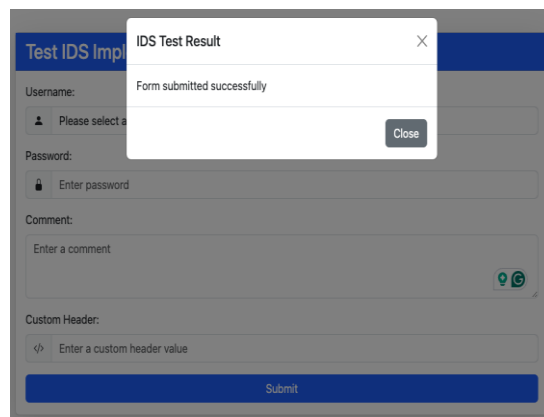 IDS Test Result
Test IDS Impl
Form submitted successfully
Username:
Please select a
Close
Password:
Enter password
Comment:
Enter a comment
Custom Header:
</> Enter a custom header value
Submit